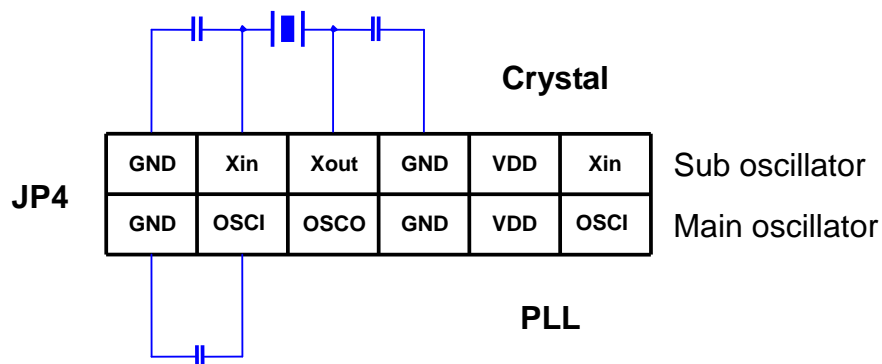 Crystal
GND Xin Xout GND VDD Xin Sub oscillator
JP4
GND OSCI OSCO GND VDD OSCI Main oscillator
PLL